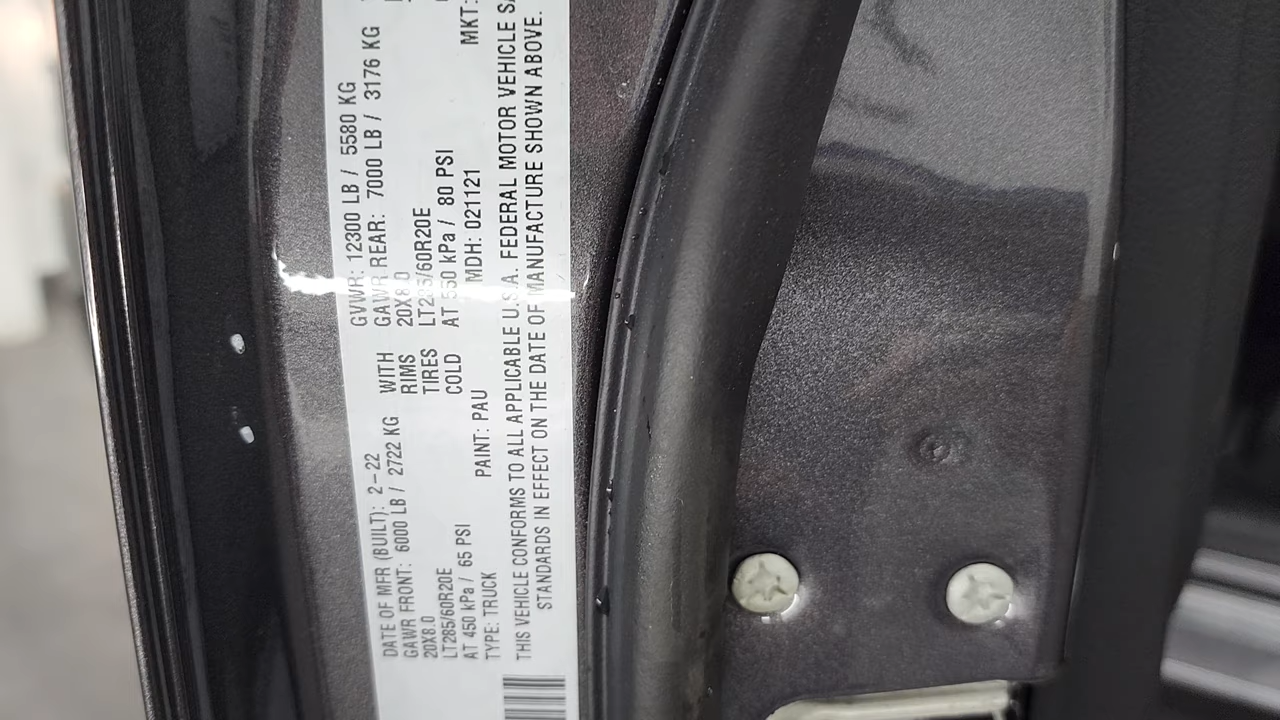 DATE OF MFR (BUILT): 2-22 GVWR: 12300 LB / 5580 KG
GAWR FRONT: 6000 LB / 2722 KG WITH GAWR REAR: 7000 LB / 3176 KG
20X8.0 RIMS 20X8.0
LT285/60R20E TIRES LT285/60R20E
AT 450 kPa / 65 PSI COLD AT 550 kPa / 80 PSI
TYPE: TRUCK PAINT: PAU MDH: 021121 MKT:
THIS VEHICLE CONFORMS TO ALL APPLICABLE U.S.A. FEDERAL MOTOR VEHICLE
STANDARDS IN EFFECT ON THE DATE OF MANUFACTURE SHOWN ABOVE.